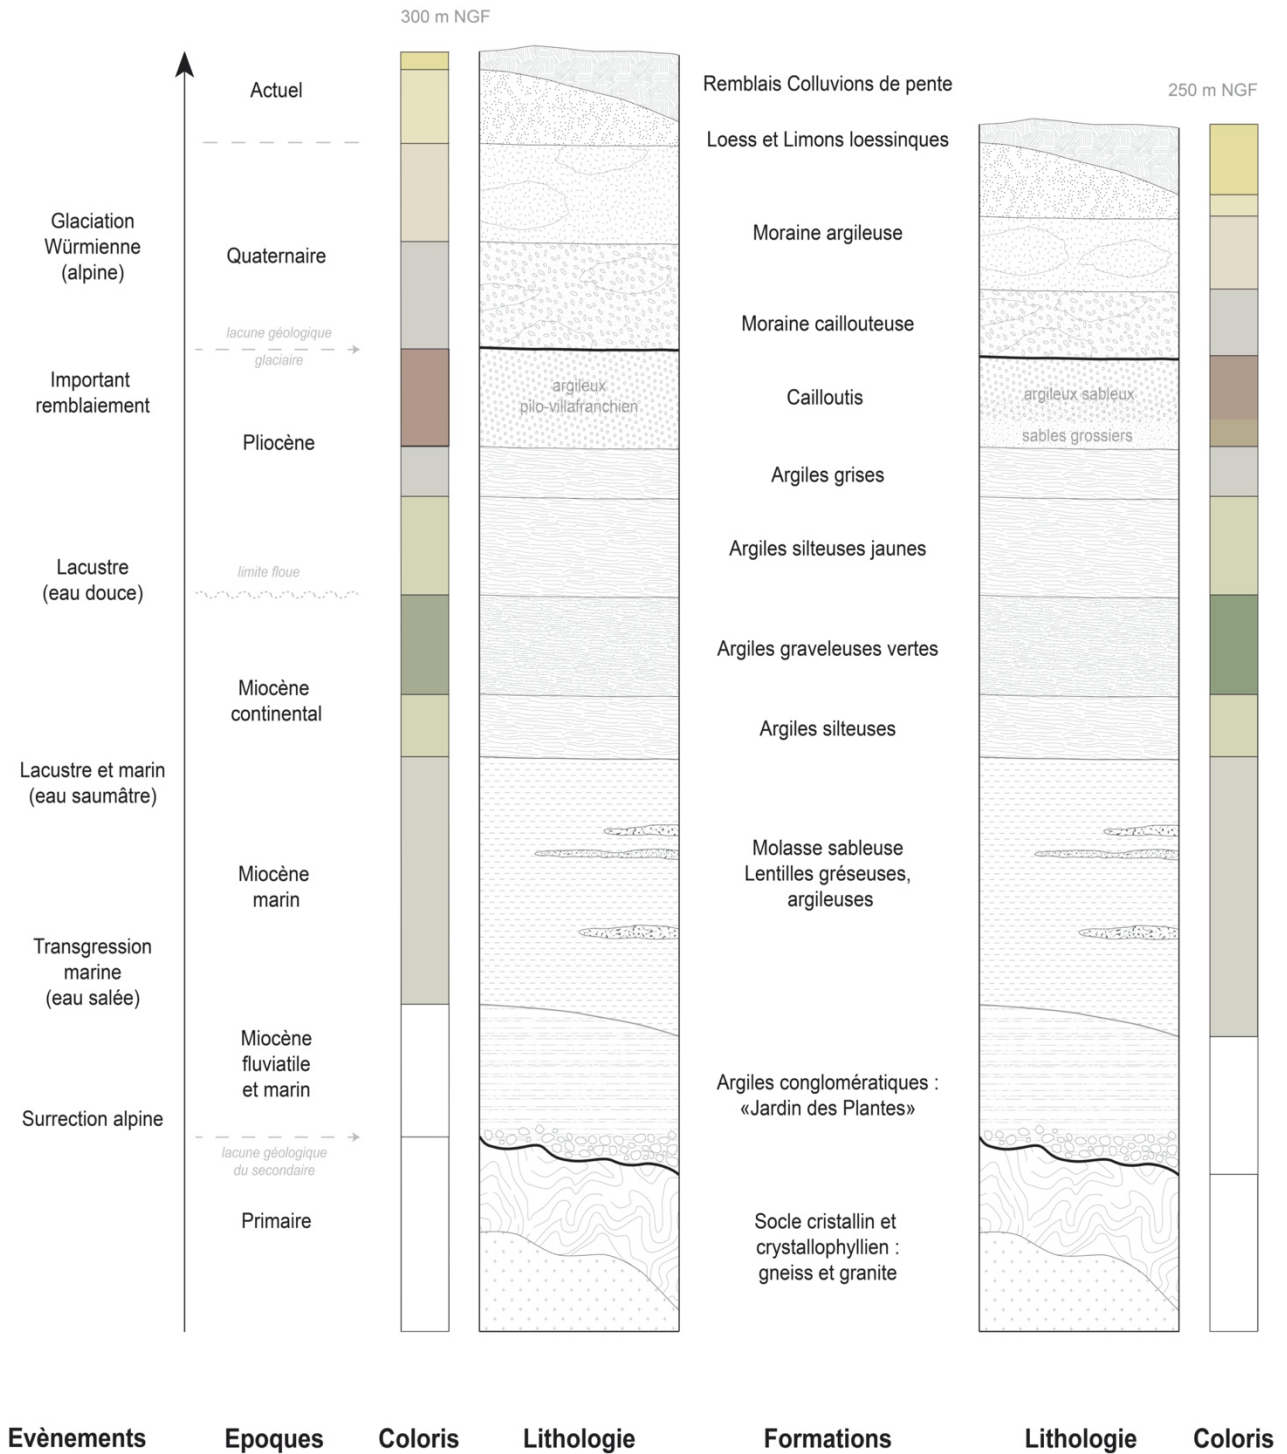 300 m NGF
250 m NGF
Glaciation
Würmienne
(alpine)
Important
remblaiement
Lacustre
(eau douce)
Lacustre et marin
(eau saumâtre)
Transgression
marine
(eau salée)
Surrection alpine
Actuel
Quaternaire
lacune géologique
glaciaire
Pliocène
limite floue
Miocène
continental
Miocène
marin
Miocène
fluviatile
et marin
lacune géologique
du secondaire
Primaire
argileux
pilo-villafranchien
Remblais Colluvions de pente
Loess et Limons loessinques
Moraine argileuse
Moraine caillouteuse
Cailloutis
Argiles grises
Argiles silteuses jaunes
Argiles graveleuses vertes
Argiles silteuses
Molasse sableuse
Lentilles gréseuses,
argileuses
Argiles conglomératiques :
«Jardin des Plantes»
Socle cristallin et
crystallophyllien :
gneiss et granite
argileux sableux
sables grossiers
Evènements Epoques Coloris Lithologie Formations Lithologie Coloris